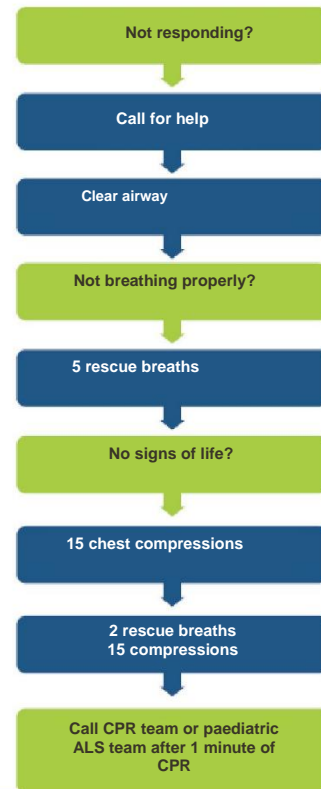 Not responding?
Call for help
Clear airway
Not breathing properly?
5 rescue breaths
No signs of life?
15 chest compressions
2 rescue breaths
15 compressions
Call CPR team or paediatric
ALS team after 1 minute of
CPR